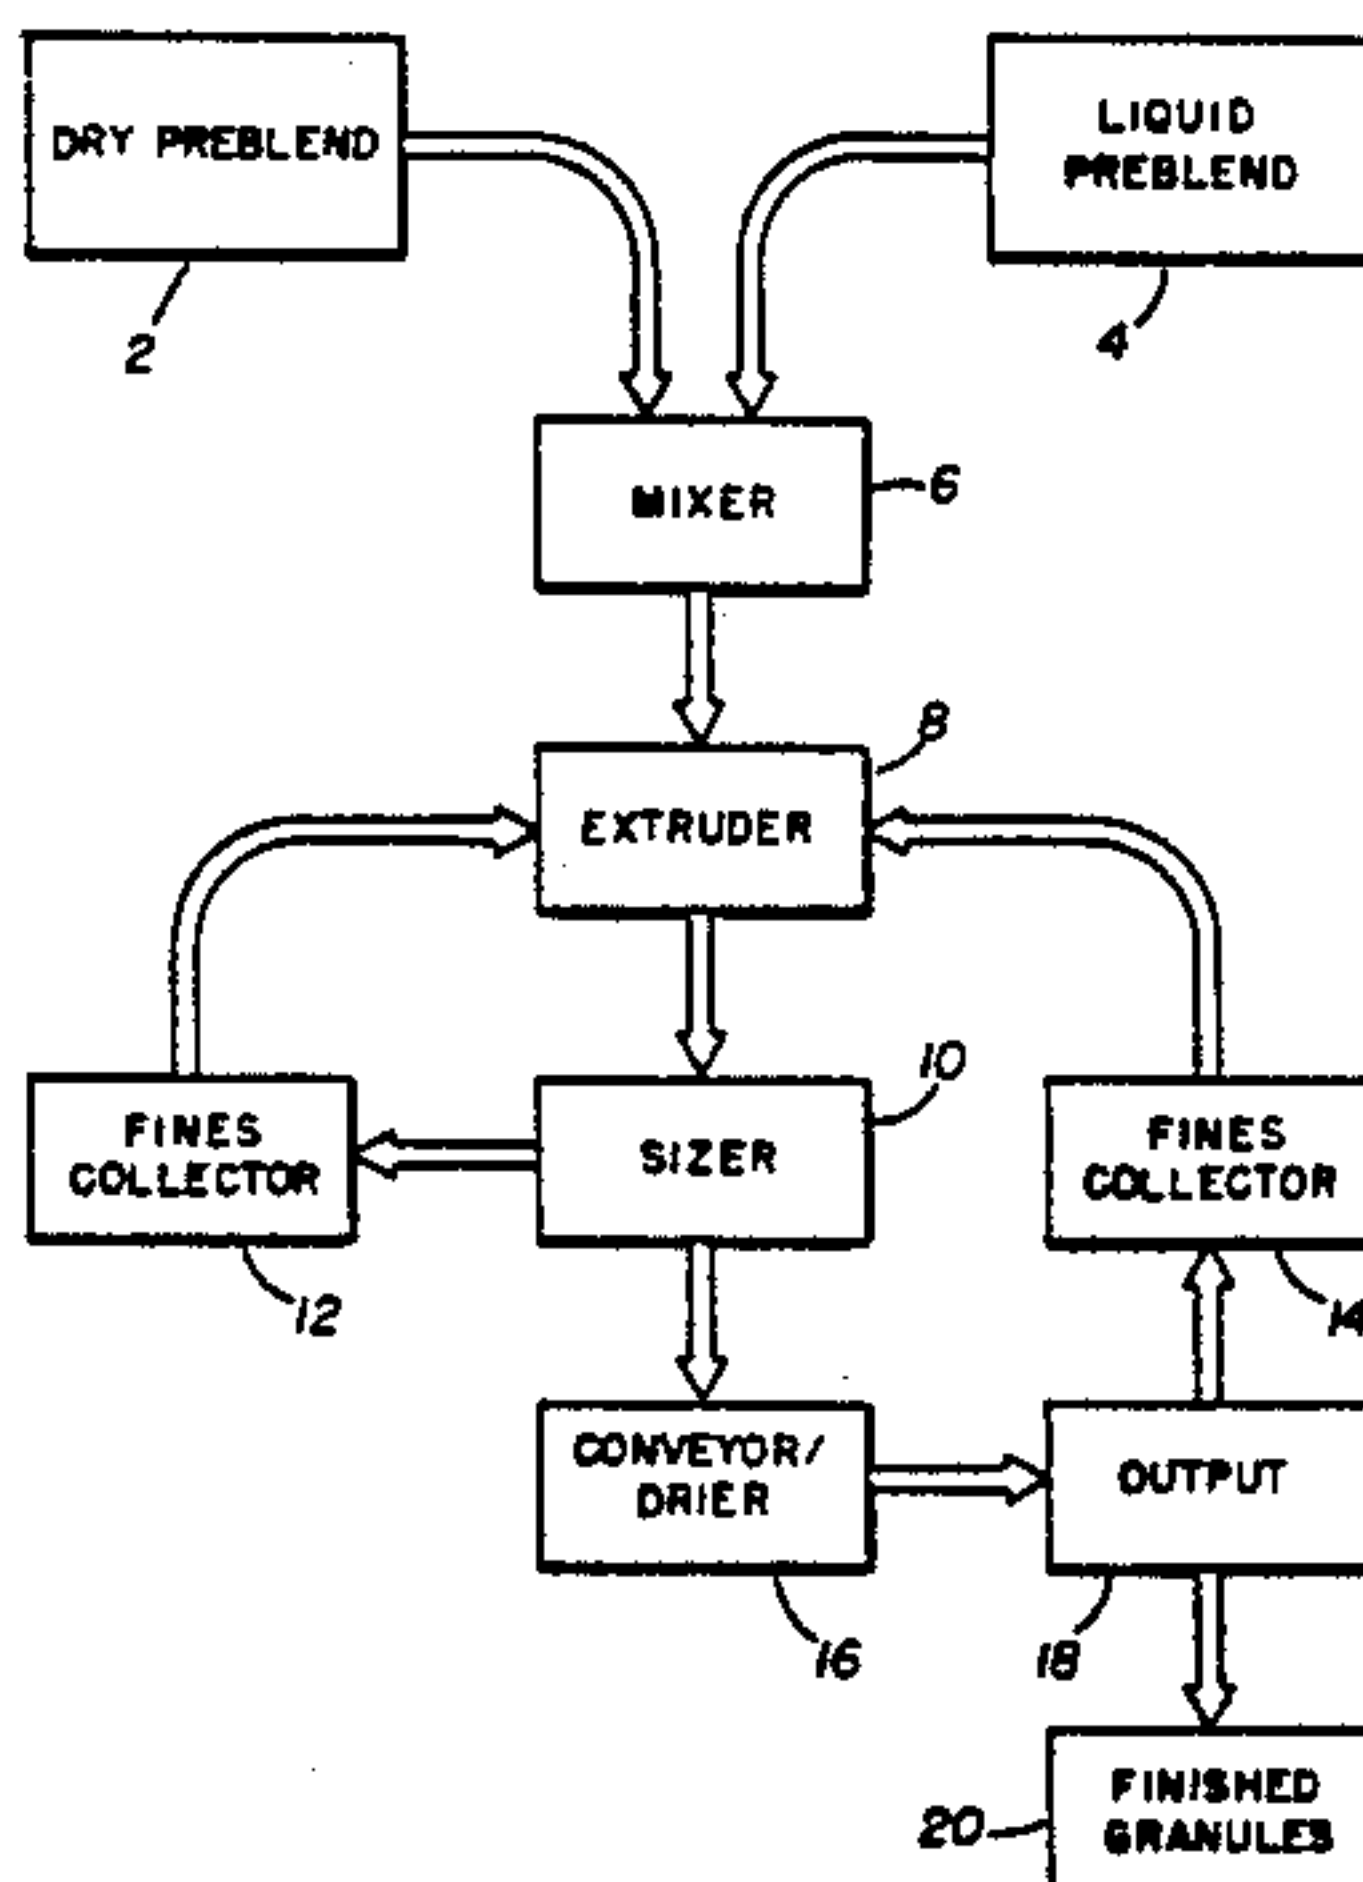 DRY PREBLEND
LIQUID
PREBLEND
2
4
MIXER
6
8
EXTRUDER
10
FINES
COLLECTOR
SIZER
FINES
COLLECTOR
12
14
CONVEYOR/
DRIER
OUTPUT
16
18
FINISHED
GRANULES
20